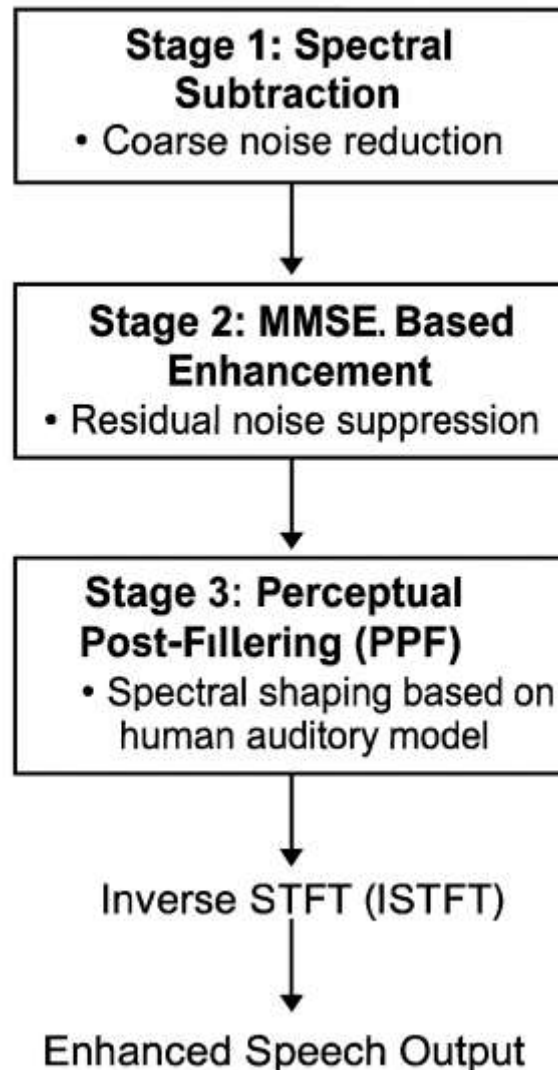 Stage 1: Spectral
Subtraction
• Coarse noise reduction
Stage 2: MMSE. Based
Enhancement
• Residual noise suppression
Stage 3: Perceptual
Post-Fıllering (PPF)
• Spectral shaping based on
human auditory model
Inverse STFT (ISTFT)
Enhanced Speech Output